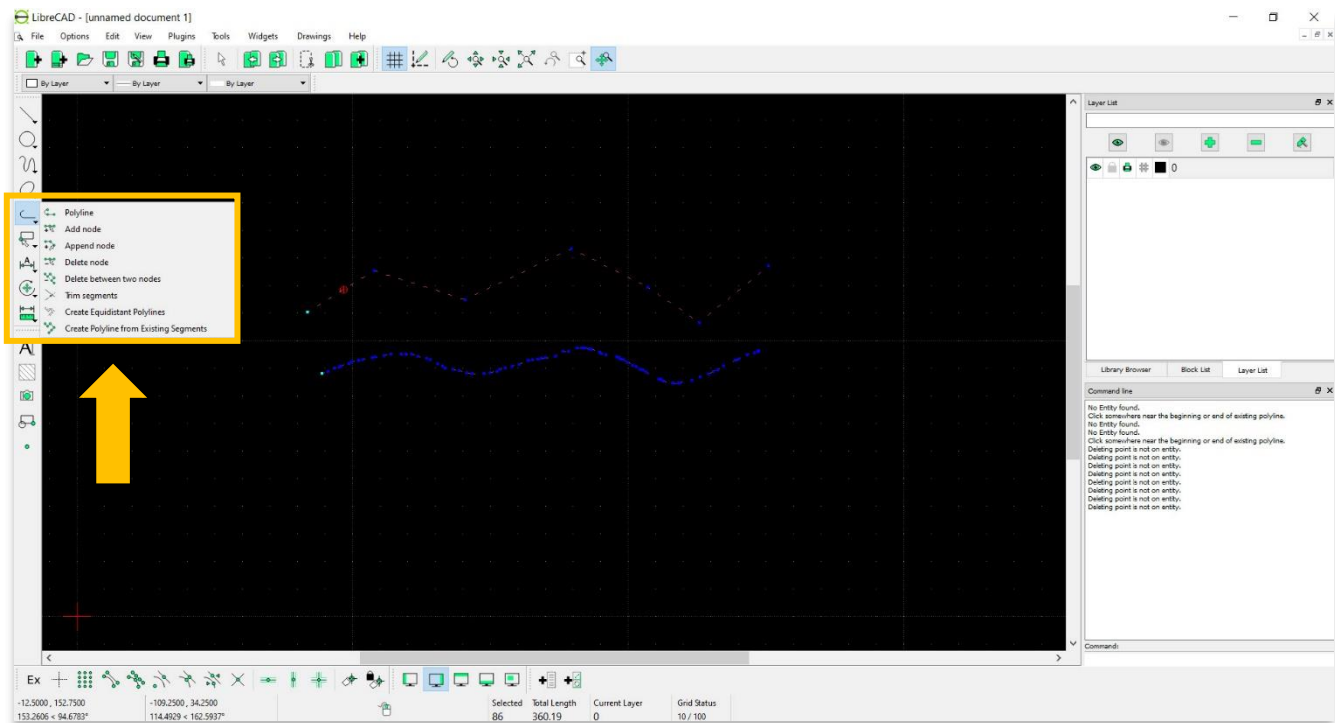 LibreCAD - [unnamed document 1]
File Options Edit View Plugins Tools Widgets Drawings Help
By Layer By Layer By Layer
Layer List
0
Polyline
Add node
Append node
Delete node
Delete between two nodes
Trim segments
Create Equidistant Polylines
Create Polyline from Existing Segments
A
Library Browser Block List Layer List
Command line
No Entity found.
Click somewhere near the beginning or end of existing polyline.
No Entity found.
No Entity found.
Click somewhere near the beginning or end of existing polyline.
Deleting point is not on entity.
Deleting point is not on entity.
Deleting point is not on entity.
Deleting point is not on entity.
Deleting point is not on entity.
Deleting point is not on entity.
Deleting point is not on entity.
Deleting point is not on entity.
Command:
Ex
-12.5000 , 152.7500 -109.2500 , 34.2500 Selected Total Length Current Layer Grid Status
153.2606 < 94.6783° 114.4929 < 162.5937° 86 360.19 0 10 / 100